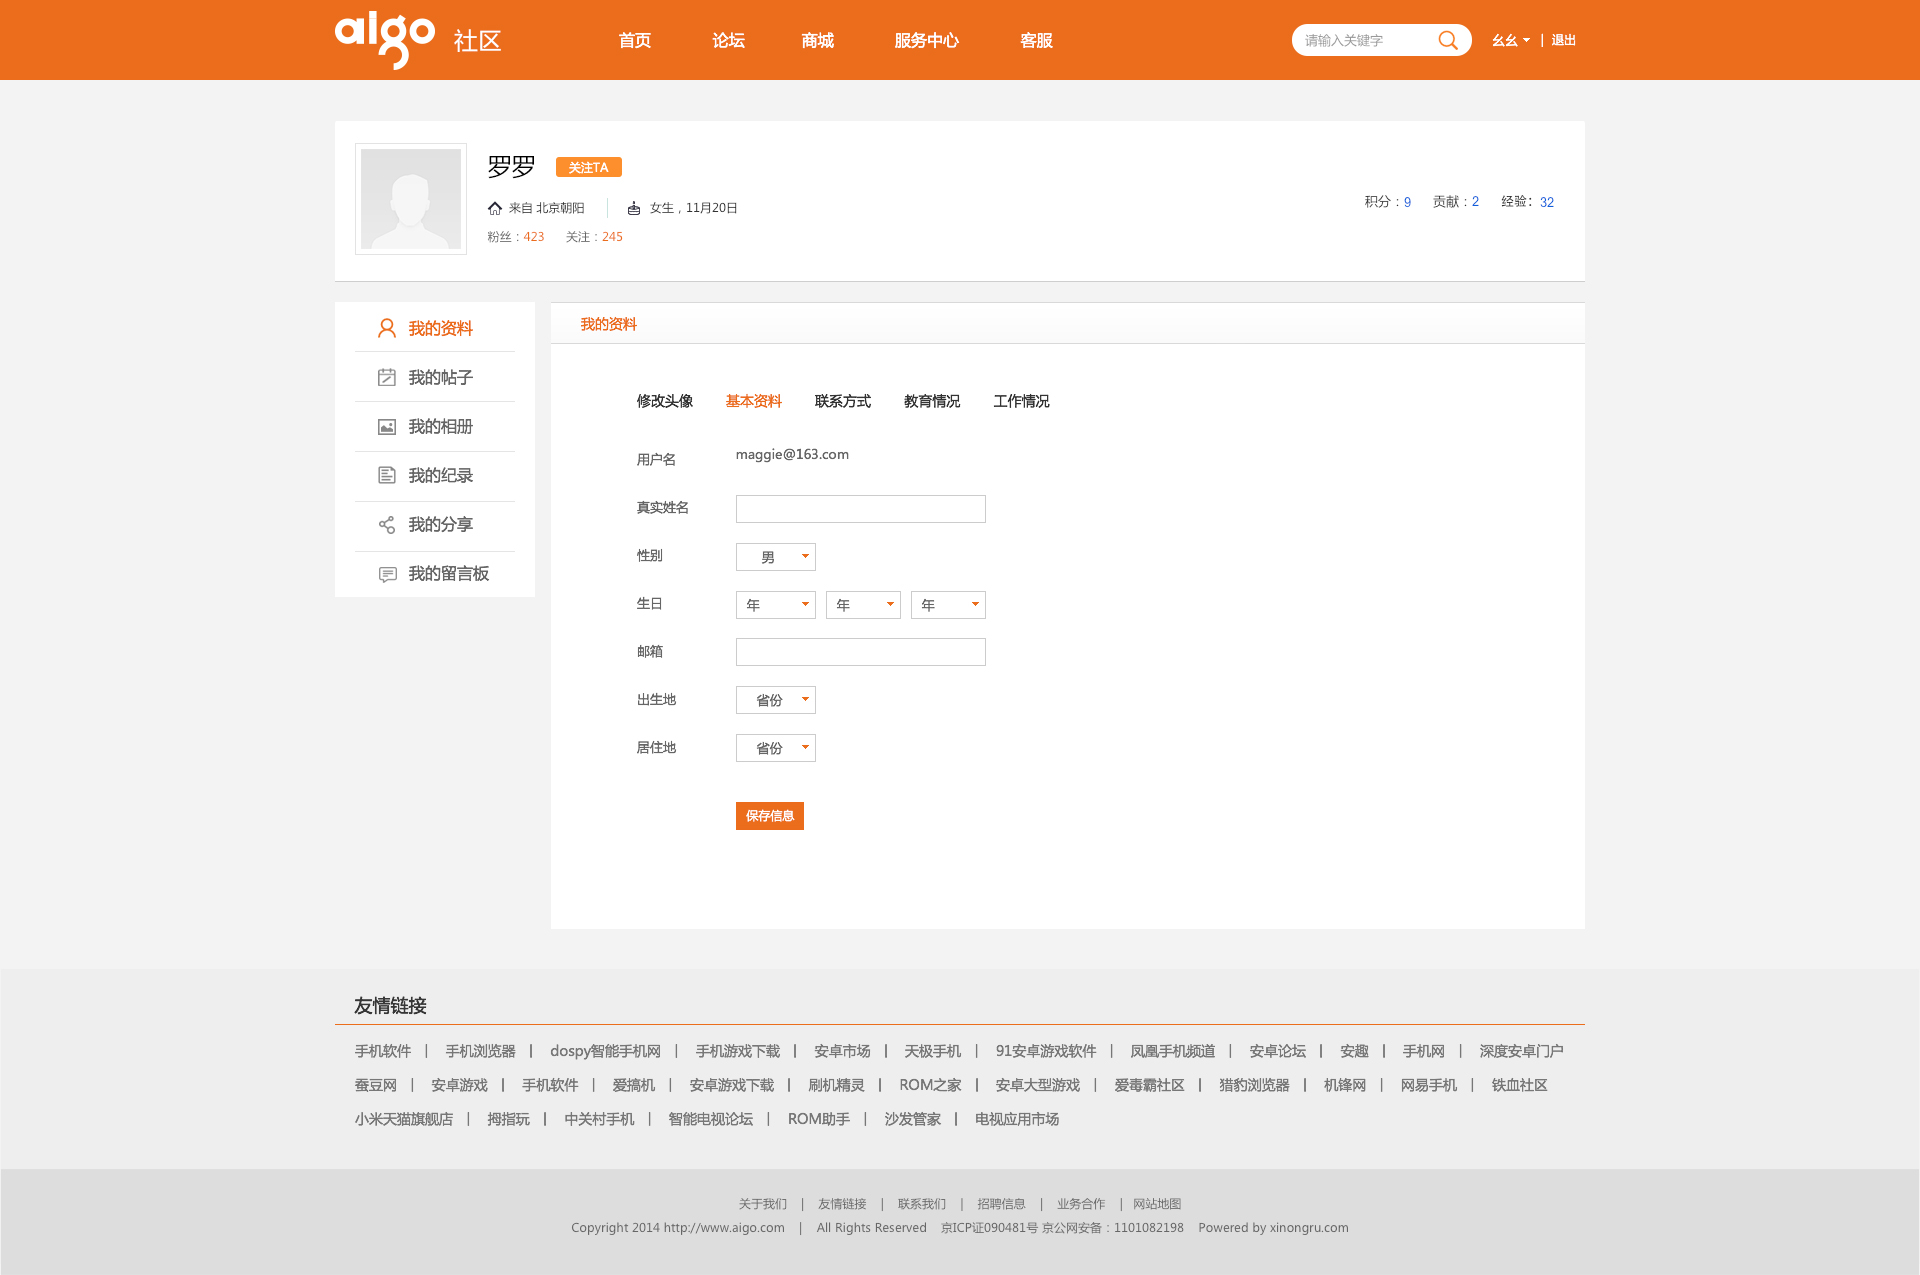 aigo 社区 首页 论坛 商城 服务中心 客服 请输入关键字 幺幺 | 退出
罗罗 关注TA
来自 北京朝阳 女生，11月20日
粉丝：423 关注：245
积分：9 贡献：2 经验：32
我的资料
我的帖子
我的相册
我的纪录
我的分享
我的留言板
我的资料
修改头像 基本资料 联系方式 教育情况 工作情况
用户名 maggie@163.com
真实姓名
性别 男
生日 年 年 年
邮箱
出生地 省份
居住地 省份
保存信息
友情链接
手机软件 | 手机浏览器 | dospy智能手机网 | 手机游戏下载 | 安卓市场 | 天极手机 | 91安卓游戏软件 | 凤凰手机频道 | 安卓论坛 | 安趣 | 手机网 | 深度安卓门户
蚕豆网 | 安卓游戏 | 手机软件 | 爱搞机 | 安卓游戏下载 | 刷机精灵 | ROM之家 | 安卓大型游戏 | 爱毒霸社区 | 猎豹浏览器 | 机锋网 | 网易手机 | 铁血社区
小米天猫旗舰店 | 拇指玩 | 中关村手机 | 智能电视论坛 | ROM助手 | 沙发管家 | 电视应用市场
关于我们 | 友情链接 | 联系我们 | 招聘信息 | 业务合作 | 网站地图
Copyright 2014 http://www.aigo.com | All Rights Reserved 京ICP证090481号 京公网安备：1101082198 Powered by xinongru.com